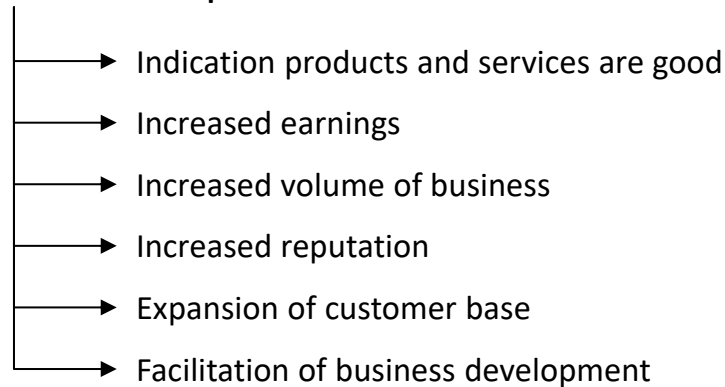 Indication products and services are good
Increased earnings
Increased volume of business
Increased reputation
Expansion of customer base
Facilitation of business development